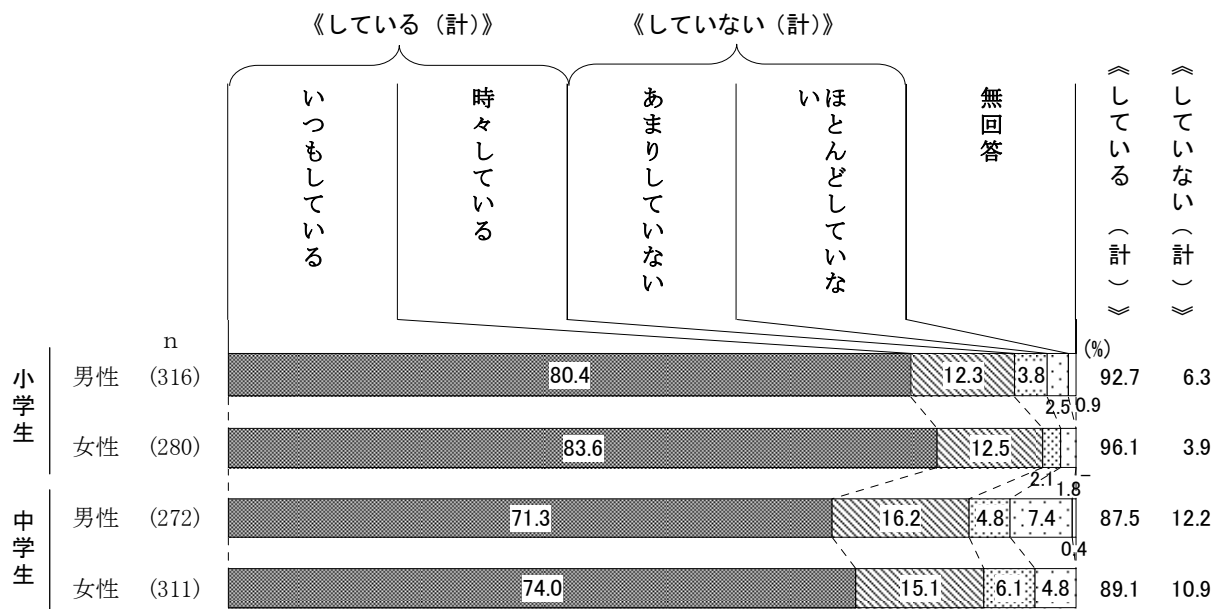 《している（計）》
《していない（計）》
いつもしている
時々している
あまりしていない
ほとんどしていな
い
無回答
《している（計）》
《していない（計）》
n
(%)
小学生
男性 (316) 80.4 12.3 3.8 2.5 0.9 92.7 6.3
女性 (280) 83.6 12.5 2.1 1.8 − 96.1 3.9
中学生
男性 (272) 71.3 16.2 4.8 7.4 0.4 87.5 12.2
女性 (311) 74.0 15.1 6.1 4.8 89.1 10.9